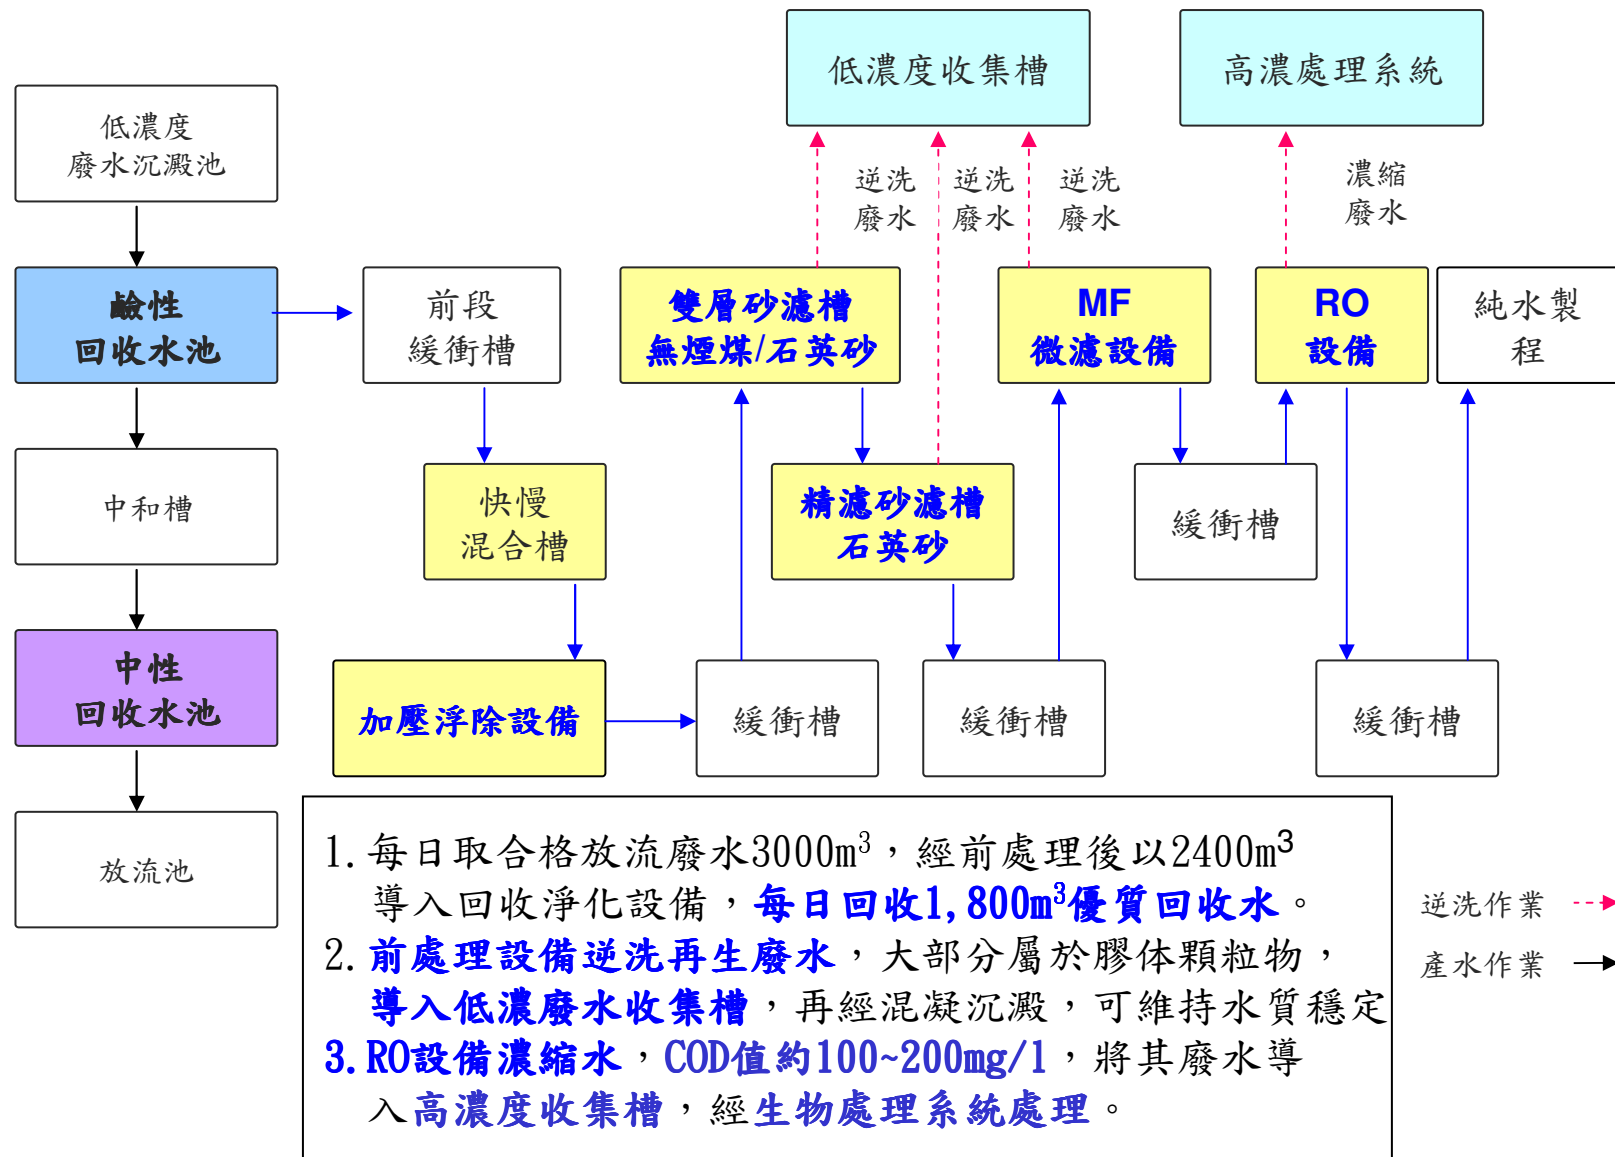 低濃度收集槽
高濃處理系統
低濃度
廢水沉澱池
逆洗
廢水
逆洗
廢水
逆洗
廢水
濃縮
廢水
鹼性
回收水池
前段
緩衝槽
雙層砂濾槽
無煙煤/石英砂
MF
微濾設備
RO
設備
純水製
程
中和槽
快慢
混合槽
精濾砂濾槽
石英砂
緩衝槽
中性
回收水池
加壓浮除設備
緩衝槽
緩衝槽
緩衝槽
放流池
1. 每日取合格放流廢水3000m³，經前處理後以2400m³
導入回收淨化設備，每日回收1,800m³優質回收水。
2. 前處理設備逆洗再生廢水，大部分屬於膠体顆粒物，
導入低濃廢水收集槽，再經混凝沉澱，可維持水質穩定
3. RO設備濃縮水，COD值約100~200mg/l，將其廢水導
入高濃度收集槽，經生物處理系統處理。
逆洗作業
產水作業